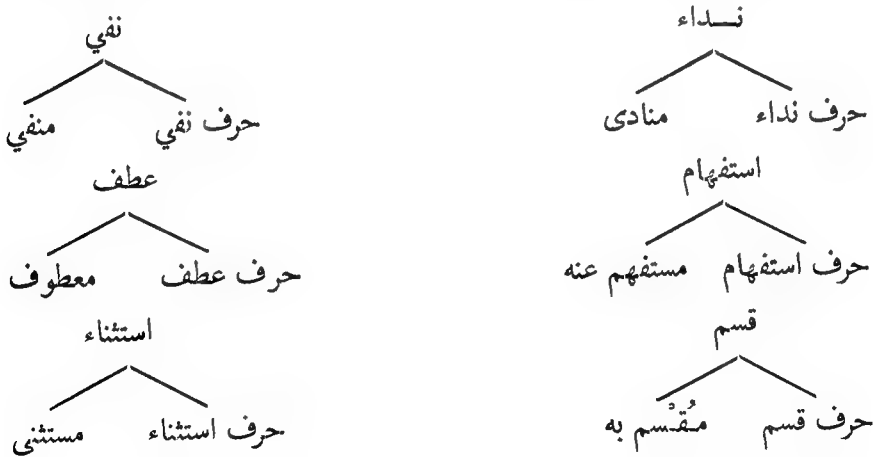 نـــداء
حرف نداء منادى
استفهام
حرف استفهام مستفهم عنه
قسم
حرف قسم مُقْسم به
نفي
حرف نفي منفي
عطف
حرف عطف معطوف
استثناء
حرف استثناء مستثنى